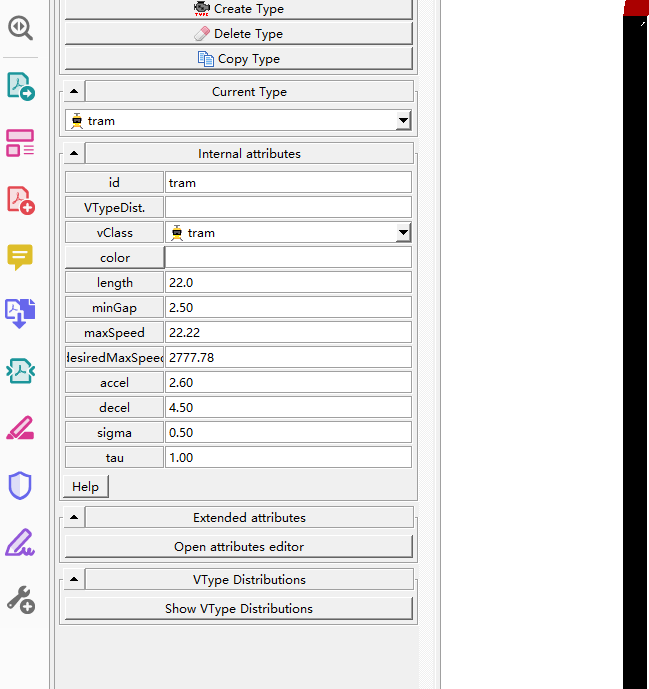 Create Type
Delete Type
Copy Type
Current Type
tram
Internal attributes
id tram
VTypeDist.
vClass tram
color
length 22.0
minGap 2.50
maxSpeed 22.22
desiredMaxSpeed 2777.78
accel 2.60
decel 4.50
sigma 0.50
tau 1.00
Help
Extended attributes
Open attributes editor
VType Distributions
Show VType Distributions